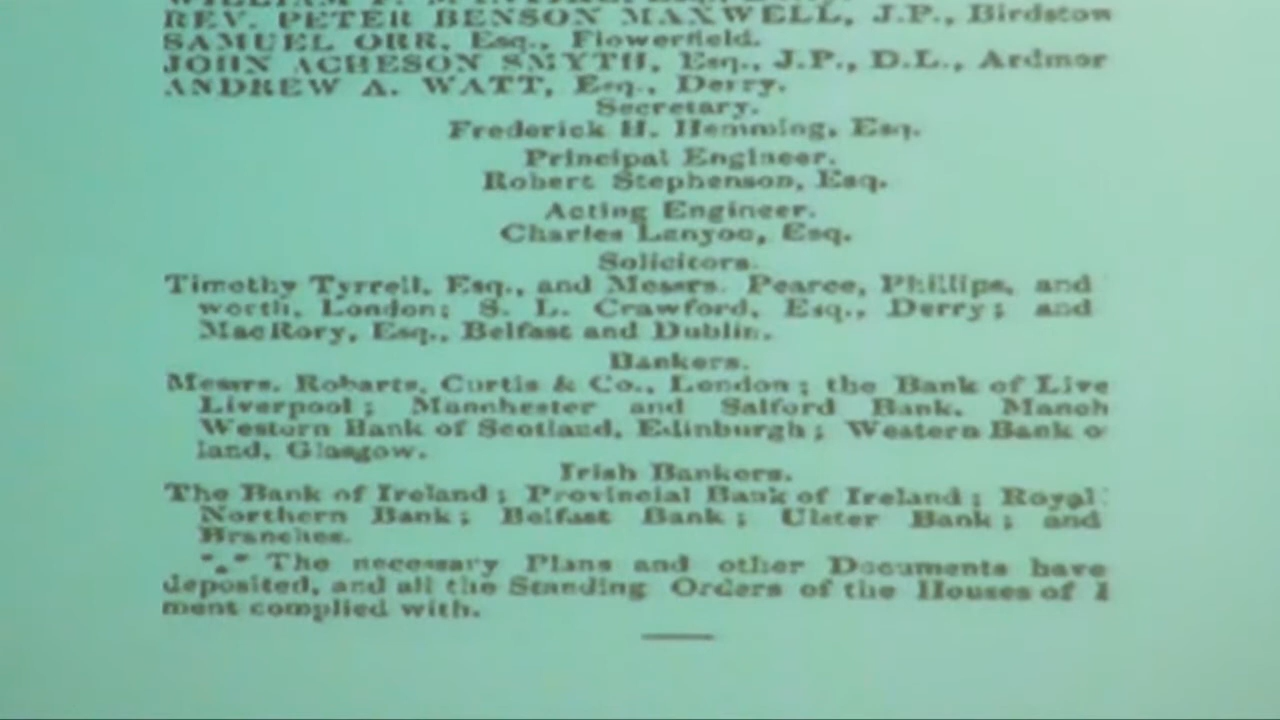 REV. PETER BENSON MAXWELL, J.P., Birdstow
SAMUEL ORR, Esq., Flowerfield.
JOHN ACHESON SMYTH, Esq., J.P., D.L., Ardmor
ANDREW A. WATT, Esq., Derry.
Secretary.
Frederick H. Hemming, Esq.
Principal Engineer.
Robert Stephenson, Esq.
Acting Engineer.
Charles Lanyon, Esq.
Solicitors.
Timothy Tyrrell, Esq., and Messrs. Pearce, Phillips, and
worth, London; S. L. Crawford, Esq., Derry; and
MacRory, Esq., Belfast and Dublin.
Bankers.
Messrs. Robarts, Curtis & Co., London; the Bank of Live
Liverpool; Mannhester and Salford Bank, Manch
Western Bank of Scotland, Edinburgh; Western Bank o
land, Glasgow.
Irish Bankers.
The Bank of Ireland; Provincial Bank of Ireland; Royal
Northern Bank; Belfast Bank; Ulster Bank; and
Branches.
*.* The necessary Plans and other Documents have
deposited, and all the Standing Orders of the Houses of
ment complied with.